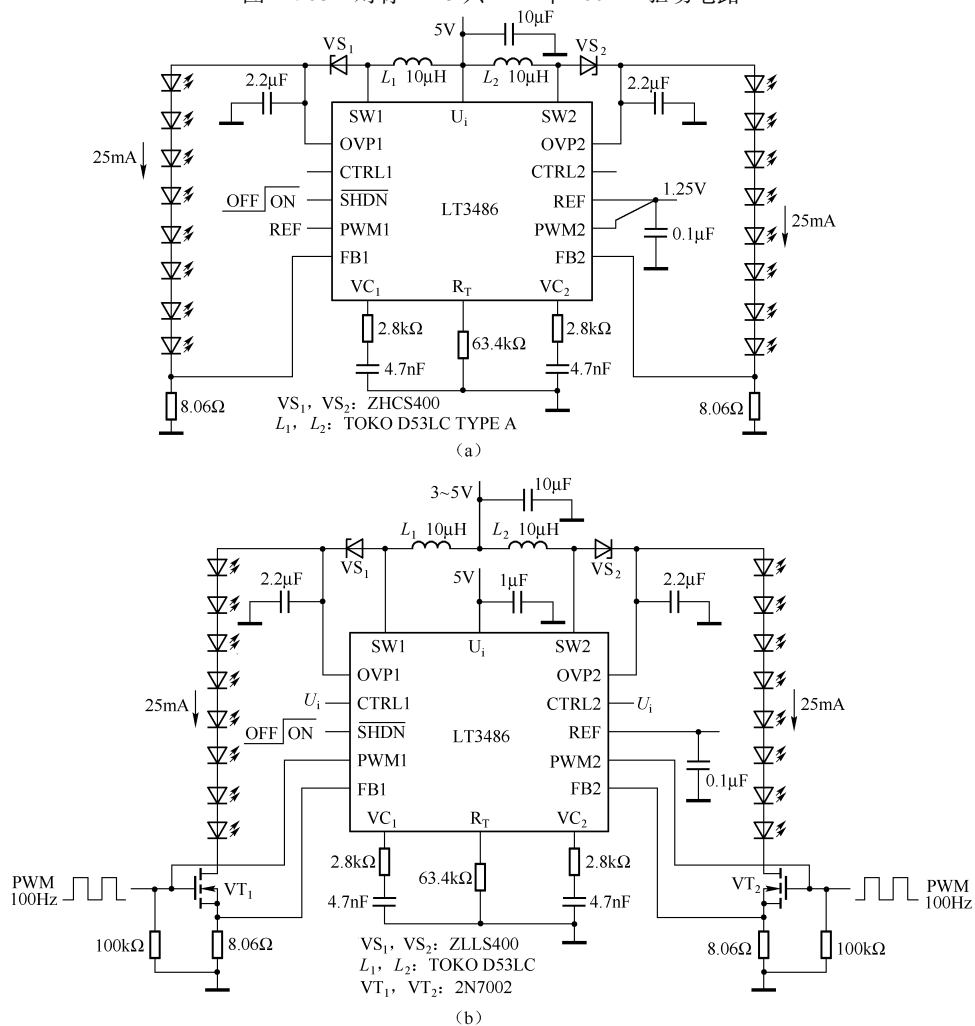 5V
10μF
VS₁
VS₂
L₁ 10μH
L₂ 10μH
2.2μF
2.2μF
SW1
Uᵢ
SW2
OVP1
OVP2
25mA
CTRL1
CTRL2
OFF ON
SHDN
REF
1.25V
LT3486
REF
PWM1
PWM2
25mA
0.1μF
FB1
FB2
VC₁
R_T
VC₂
2.8kΩ
2.8kΩ
63.4kΩ
4.7nF
4.7nF
8.06Ω
8.06Ω
VS₁，VS₂：ZHCS400
L₁，L₂：TOKO D53LC TYPE A
（a）
3~5V
10μF
L₁ 10μH
L₂ 10μH
VS₁
VS₂
5V
1μF
2.2μF
2.2μF
SW1
Uᵢ
SW2
OVP1
OVP2
25mA
Uᵢ
CTRL1
CTRL2
Uᵢ
25mA
OFF ON
SHDN
LT3486
REF
PWM1
PWM2
0.1μF
FB1
FB2
VC₁
R_T
VC₂
2.8kΩ
2.8kΩ
63.4kΩ
4.7nF
4.7nF
PWM
100Hz
VT₁
VT₂
PWM
100Hz
100kΩ
8.06Ω
8.06Ω
100kΩ
VS₁，VS₂：ZLLS400
L₁，L₂：TOKO D53LC
VT₁，VT₂：2N7002
（b）